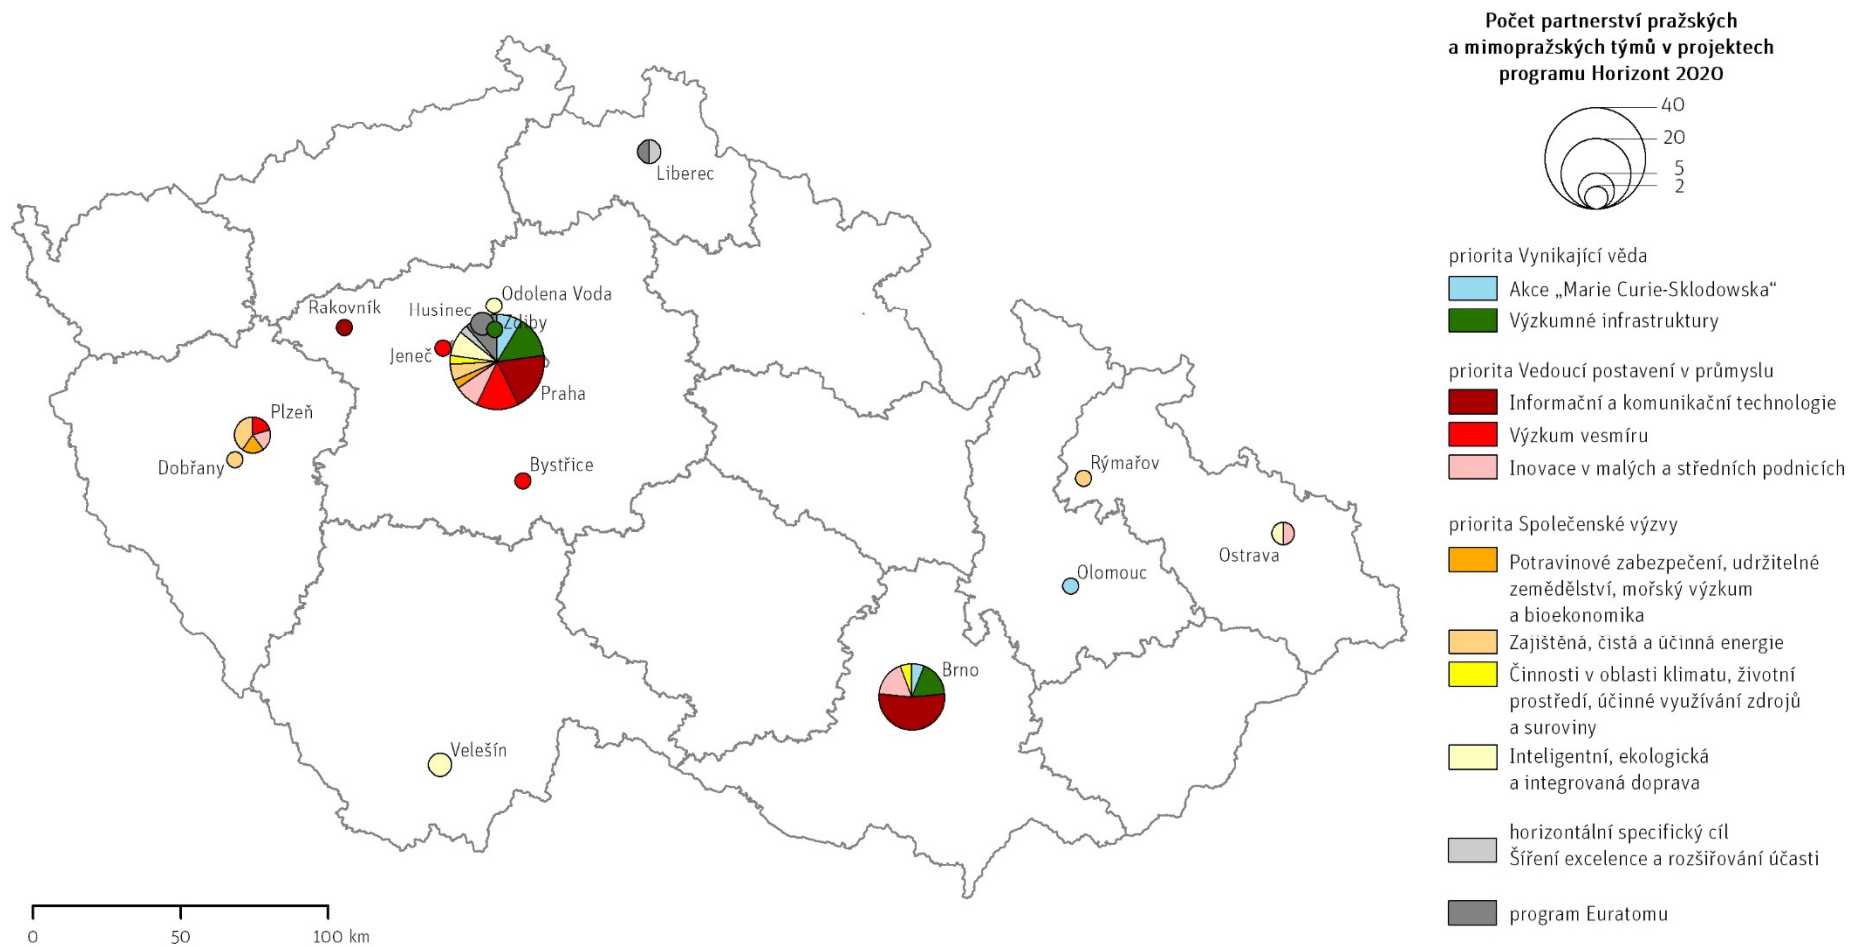 Počet partnerství pražských
a mimopražských týmů v projektech
programu Horizont 2020
40
20
5
2
priorita Vynikající věda
Akce „Marie Curie-Sklodowska“
Výzkumné infrastruktury
priorita Vedoucí postavení v průmyslu
Informační a komunikační technologie
Výzkum vesmíru
Inovace v malých a středních podnicích
priorita Společenské výzvy
Potravinové zabezpečení, udržitelné
zemědělství, mořský výzkum
a bioekonomika
Zajištěná, čistá a účinná energie
Činnosti v oblasti klimatu, životní
prostředí, účinné využívání zdrojů
a suroviny
Inteligentní, ekologická
a integrovaná doprava
horizontální specifický cíl
Šíření excelence a rozšiřování účasti
program Euratomu
Liberec
Odolena Voda
Rakovník
Husinec
Zdiby
Jeneč
Praha
Plzeň
Dobřany
Bystřice
Rýmařov
Ostrava
Olomouc
Brno
Velešín
0
50
100 km